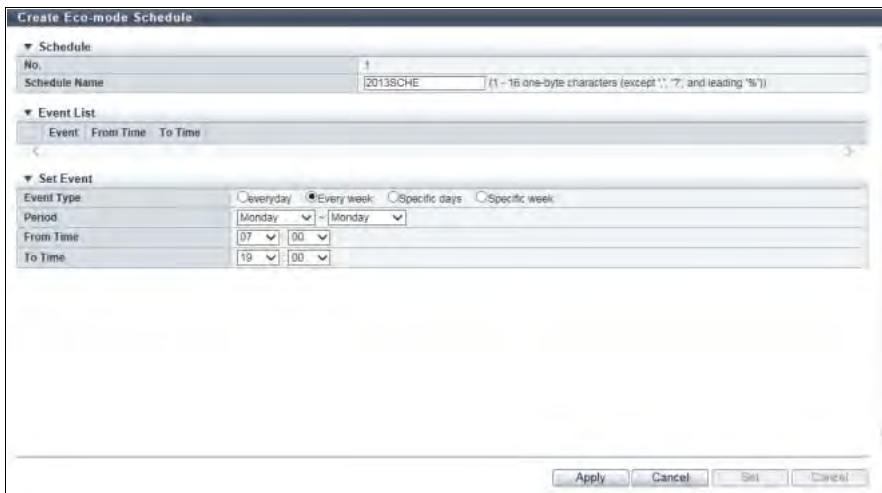 Create Eco-mode Schedule
▼ Schedule
No. 1
Schedule Name 2013SCHE (1 - 16 one-byte characters (except ',', '?', and leading '%'))
▼ Event List
Event From Time To Time
▼ Set Event
Event Type everyday Every week Specific days Specific week
Period Monday ~ Monday
From Time 07 : 00
To Time 19 : 00
Apply Cancel Set Cancel